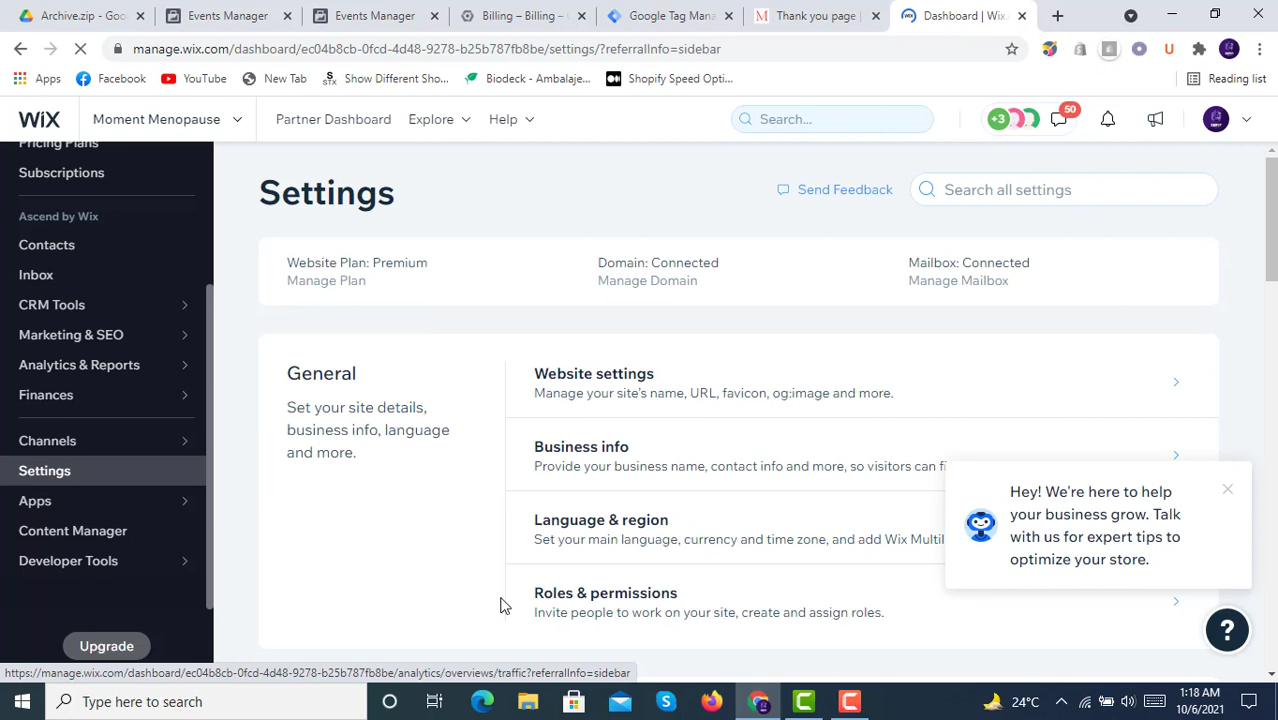 Archive.zip - Goo
Events Manager
Events Manager
Billing – Billing –
Google Tag Mana
Thank you page |
Dashboard | Wix.
manage.wix.com/dashboard/ec04b8cb-0fcd-4d48-9278-b25b787fb8be/settings/?referralInfo=sidebar
Apps
Facebook
YouTube
New Tab
Show Different Sho...
Biodeck - Ambalaje...
Shopify Speed Opti...
Reading list
WiX
Moment Menopause
Partner Dashboard
Explore
Help
Search...
+3
50
Pricing Plans
Subscriptions
Ascend by Wix
Contacts
Inbox
CRM Tools
Marketing & SEO
Analytics & Reports
Finances
Channels
Settings
Apps
Content Manager
Developer Tools
Upgrade
Settings
Send Feedback
Search all settings
Website Plan: Premium
Manage Plan
Domain: Connected
Manage Domain
Mailbox: Connected
Manage Mailbox
General
Set your site details,
business info, language
and more.
Website settings
Manage your site's name, URL, favicon, og:image and more.
Business info
Provide your business name, contact info and more, so visitors can fi
Language & region
Set your main language, currency and time zone, and add Wix Multil
Roles & permissions
Invite people to work on your site, create and assign roles.
Hey! We're here to help
your business grow. Talk
with us for expert tips to
optimize your store.
?
https://manage.wix.com/dashboard/ec04b8cb-0fcd-4d48-9278-b25b787fb8be/analytics/overviews/traffic?referralInfo=sidebar
Type here to search
24°C
1:18 AM
10/6/2021